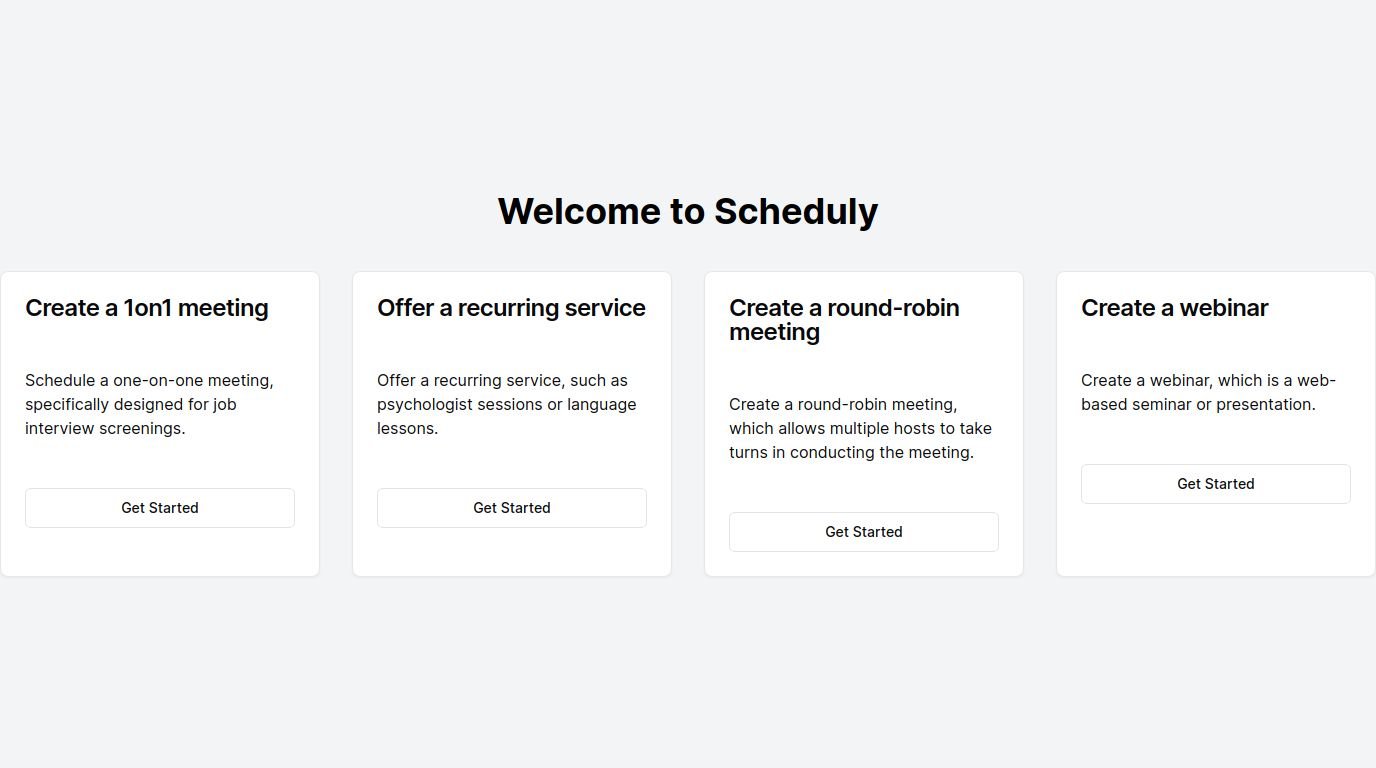 Welcome to Scheduly
Create a 1on1 meeting
Schedule a one-on-one meeting,
specifically designed for job
interview screenings.
Get Started
Offer a recurring service
Offer a recurring service, such as
psychologist sessions or language
lessons.
Get Started
Create a round-robin
meeting
Create a round-robin meeting,
which allows multiple hosts to take
turns in conducting the meeting.
Get Started
Create a webinar
Create a webinar, which is a web-
based seminar or presentation.
Get Started